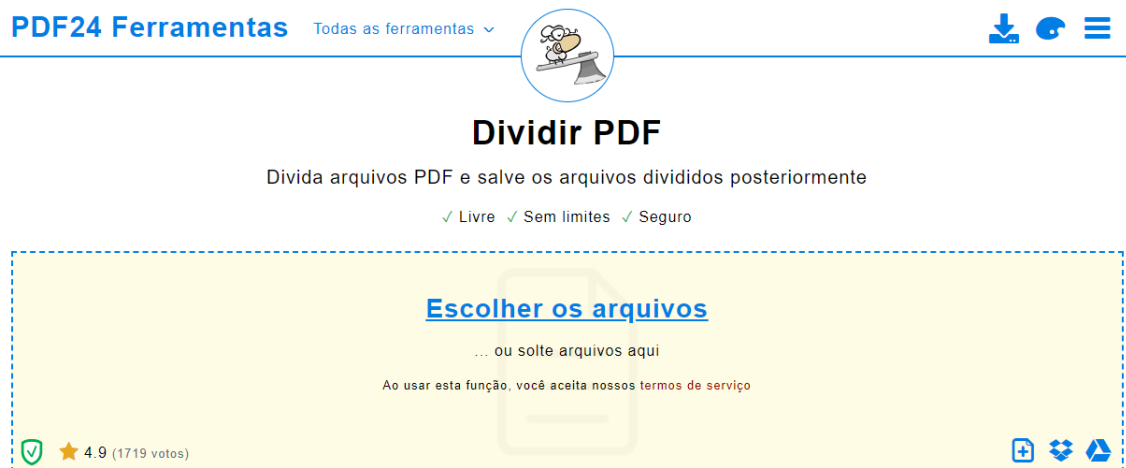 PDF24 Ferramentas
Todas as ferramentas
Dividir PDF
Divida arquivos PDF e salve os arquivos divididos posteriormente
✓ Livre ✓ Sem limites ✓ Seguro
Escolher os arquivos
... ou solte arquivos aqui
Ao usar esta função, você aceita nossos termos de serviço
4.9 (1719 votos)